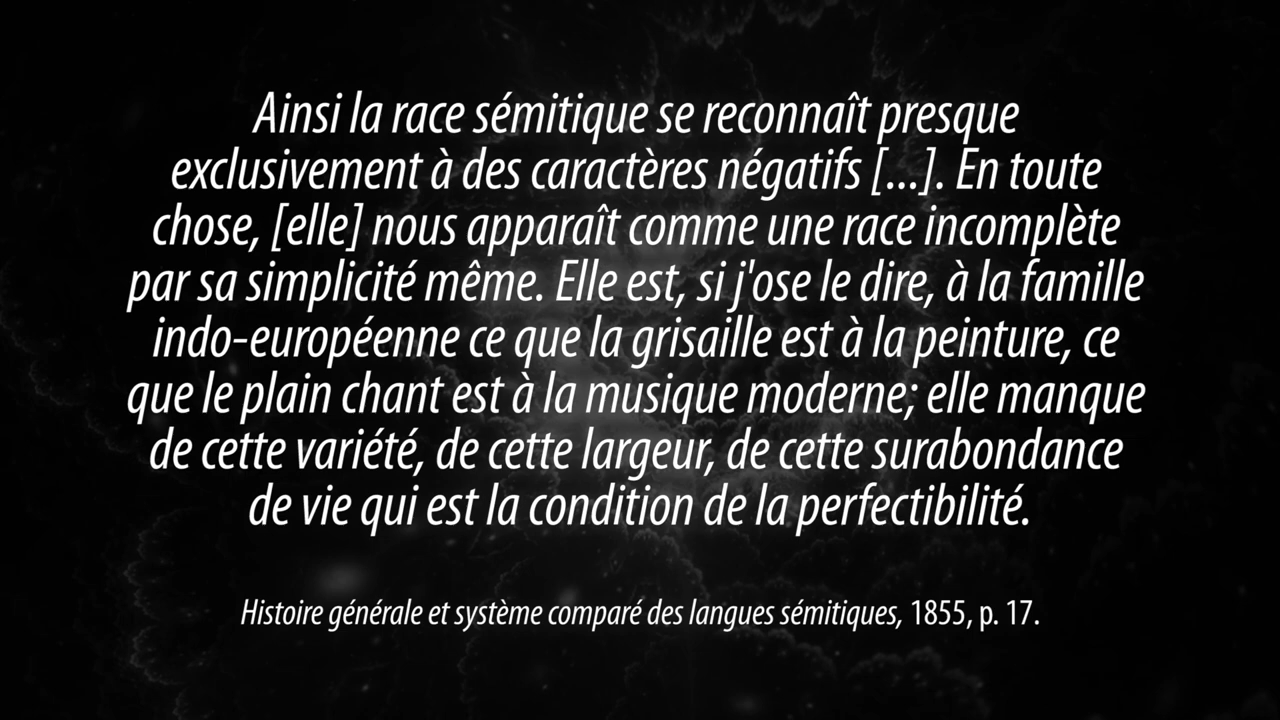 Ainsi la race sémitique se reconnaît presque
exclusivement à des caractères négatifs [...]. En toute
chose, [elle] nous apparaît comme une race incomplète
par sa simplicité même. Elle est, si j'ose le dire, à la famille
indo-européenne ce que la grisaille est à la peinture, ce
que le plain chant est à la musique moderne; elle manque
de cette variété, de cette largeur, de cette surabondance
de vie qui est la condition de la perfectibilité.
Histoire générale et système comparé des langues sémitiques, 1855, p. 17.